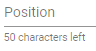 Position
50 characters left